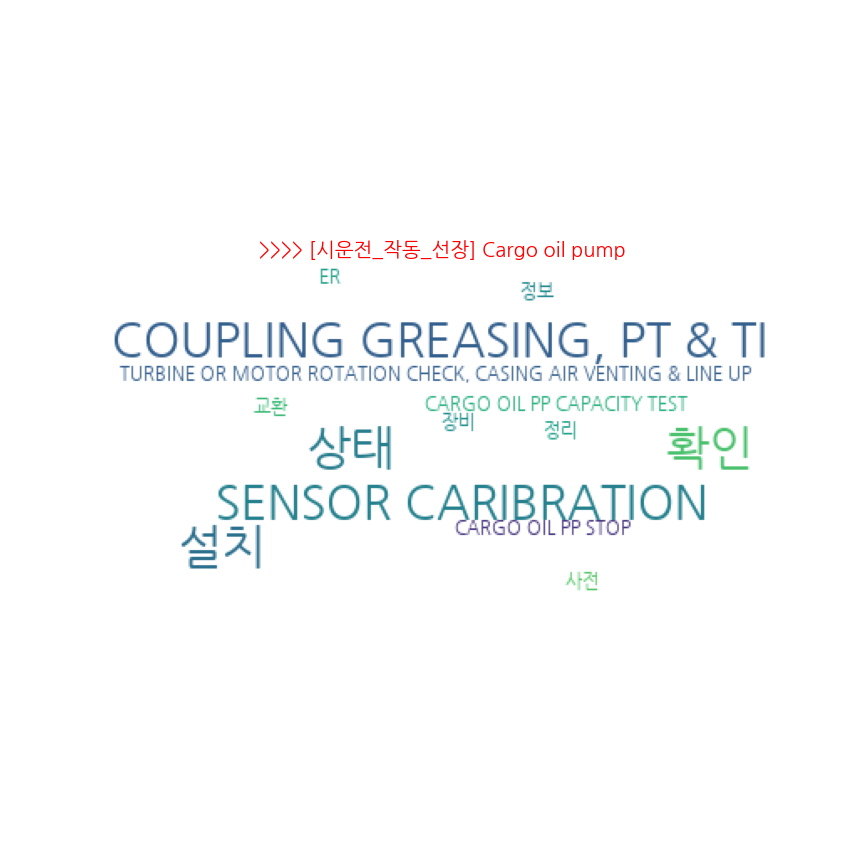 >>>> [시운전_작동_선장] Cargo oil pump
ER
정보
COUPLING GREASING, PT & TI
TURBINE OR MOTOR ROTATION CHECK, CASING AIR VENTING & LINE UP
교환
CARGO OIL PP CAPACITY TEST
장비
정리
상태
확인
SENSOR CARIBRATION
CARGO OIL PP STOP
설치
사전